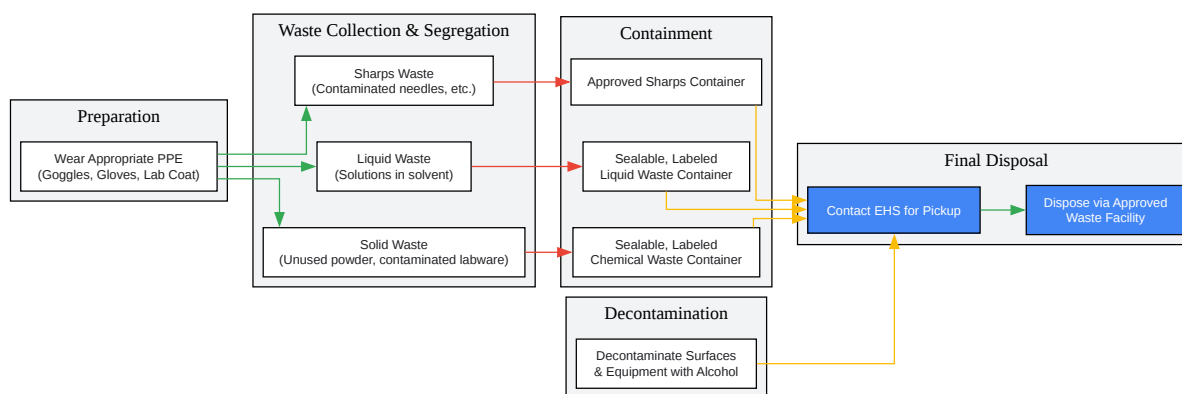 Preparation
Wear Appropriate PPE
(Goggles, Gloves, Lab Coat)
Waste Collection & Segregation
Sharps Waste
(Contaminated needles, etc.)
Liquid Waste
(Solutions in solvent)
Solid Waste
(Unused powder, contaminated labware)
Containment
Approved Sharps Container
Sealable, Labeled
Liquid Waste Container
Sealable, Labeled
Chemical Waste Container
Decontamination
Decontaminate Surfaces
& Equipment with Alcohol
Final Disposal
Contact EHS for Pickup
Dispose via Approved
Waste Facility